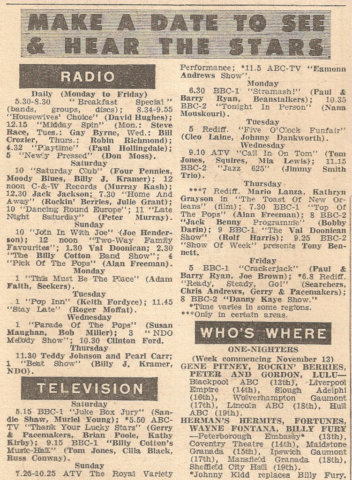 MAKE A DATE TO SEE
& HEAR THE STARS
RADIO
Daily (Monday to Friday)
5.30-8.30 "Breakfast Special"
(bands, groups, discs); 8.34-9.55
"Housewives' Choice" (David Hughes);
12.15 "Midday Spin" (Mon.: Steve
Race, Tues.: Gay Byrne, Wed.: Bill
Crozier, Thurs.: Robin Richmond);
4.32 "Playtime" (Paul Hollingdale);
5 "Newly Pressed" (Don Moss).
Saturday
10 "Saturday Club" (Four Pennies,
Moody Blues, Billy J. Kramer); 12
noon C-&-W Records (Murray Kash);
12.30 Jack Jackson; 7.30 "Home And
Away" (Rockin' Berries, Julie Grant);
10 "Dancing Round Europe"; 11 "Late
Night Saturday" (Peter Murray).
Sunday
10 "Join In With Joe" (Joe Hender-
son); 12 noon "Two-Way Family
Favourites"; 1.30 Val Doonican; 2.30
"The Billy Cotton Band Show"; 4
"Pick Of The Pops" (Alan Freeman).
Monday
1 "This Must Be The Place" (Adam
Faith, Seekers).
Tuesday
1 "Pop Inn" (Keith Fordyce); 11.45
"Stay Late" (Roger Moffat).
Wednesday
1 "Parade Of The Pops" (Susan
Maughan, Bob Miller); 3 "NDO
Melody Show"; 10.30 Clinton Ford.
Thursday
11.30 Teddy Johnson and Pearl Carr;
1 "Beat Show" (Billy J. Kramer,
NDO).
TELEVISION
Saturday
5.15 BBC-1 "Juke Box Jury" (San-
die Shaw, Muriel Young); *5.50 ABC-
TV "Thank Your Lucky Stars" (Gerry
& Pacemakers, Brian Poole, Kathy
Kirby); 9.15 BBC-1 "Billy Cotton's
Music-Hall" (Tom Jones, Cilla Black,
Russ Conway).
Sunday
7.25-10.25 ATV The Royal Variety
Performance; *11.5 ABC-TV "Eamonn
Andrews Show".
Monday
6.30 BBC-1 "Stramash!" (Paul &
Barry Ryan, Beanstalkers); 10.35
BBC-2 "Tonight In Person" (Nana
Mouskouri).
Tuesday
5 Rediff. "Five O'Clock Funfair"
(Cleo Laine, Johnny Dankworth).
Wednesday
9.10 ATV "Call In On Tom" (Tom
Jones, Squires, Mia Lewis); 11.15
BBC-2 "Jazz 625" (Jimmy Smith
Trio).
Thursday
***7 Rediff. Mario Lanza, Kathryn
Grayson in "The Toast Of New Or-
leans" (film); 7.30 BBC-1 "Top Of
The Pops" (Alan Freeman); 8 BBC-2
"Jack Benny Programme" (Bobby
Darin); 9 BBC-1 "The Val Doonican
Show" (Rolf Harris); 9.25 BBC-2
"Show Of Week" presents Tony Ben-
nett.
Friday
5 BBC-1 "Crackerjack" (Paul &
Barry Ryan, Joe Brown); *6.8 Rediff.
"Ready, Steady, Go!" (Searchers,
Chris Andrews, Gerry & Pacemakers);
8 BBC-2 "Danny Kaye Show."
*Time varies in some regions.
***Only in certain areas.
WHO'S WHERE
ONE-NIGHTERS
(Week commencing November 13)
GENE PITNEY, ROCKIN' BERRIES,
PETER AND GORDON, LULU—
Blackpool ABC (13th), Liverpool
Empire (14th), Slough Adelphi
(16th), Wolverhampton Gaumont
(17th), Lincoln ABC (18th), Hull
ABC (19th).
HERMAN'S HERMITS, FORTUNES,
WAYNE FONTANA, BILLY FURY
—Peterborough Embassy* (13th),
Coventry Theatre (14th), Maidstone
Granada (15th), Ipswich Gaumont
(17th), Mansfield Granada (18th),
Sheffield City Hall (19th).
*Johnny Kidd replaces Billy Fury.